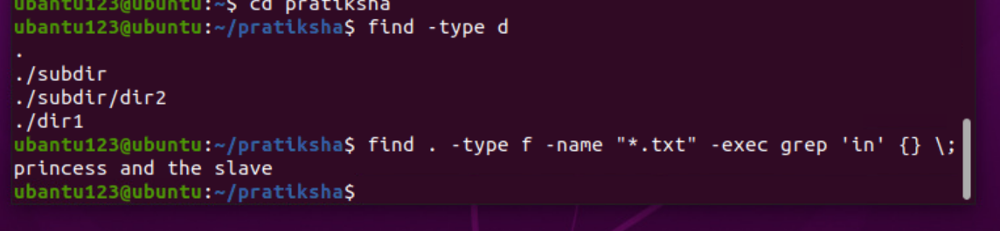 ubantu123@ubuntu:~$ cd pratiksha
ubantu123@ubuntu:~/pratiksha$ find -type d
.
./subdir
./subdir/dir2
./dir1
ubantu123@ubuntu:~/pratiksha$ find . -type f -name "*.txt" -exec grep 'in' {} \;
princess and the slave
ubantu123@ubuntu:~/pratiksha$